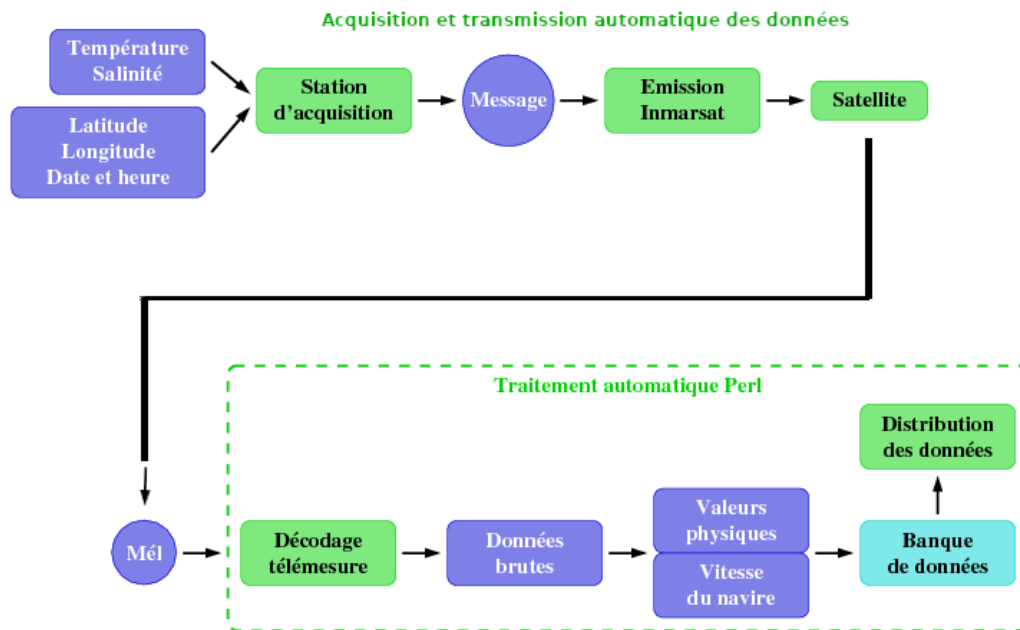 Acquisition et transmission automatique des données
Température
Salinité
Latitude
Longitude
Date et heure
Station
d'acquisition
Message
Emission
Inmarsat
Satellite
Traitement automatique Perl
Distribution
des données
Mél
Décodage
télémesure
Données
brutes
Valeurs
physiques
Vitesse
du navire
Banque
de données